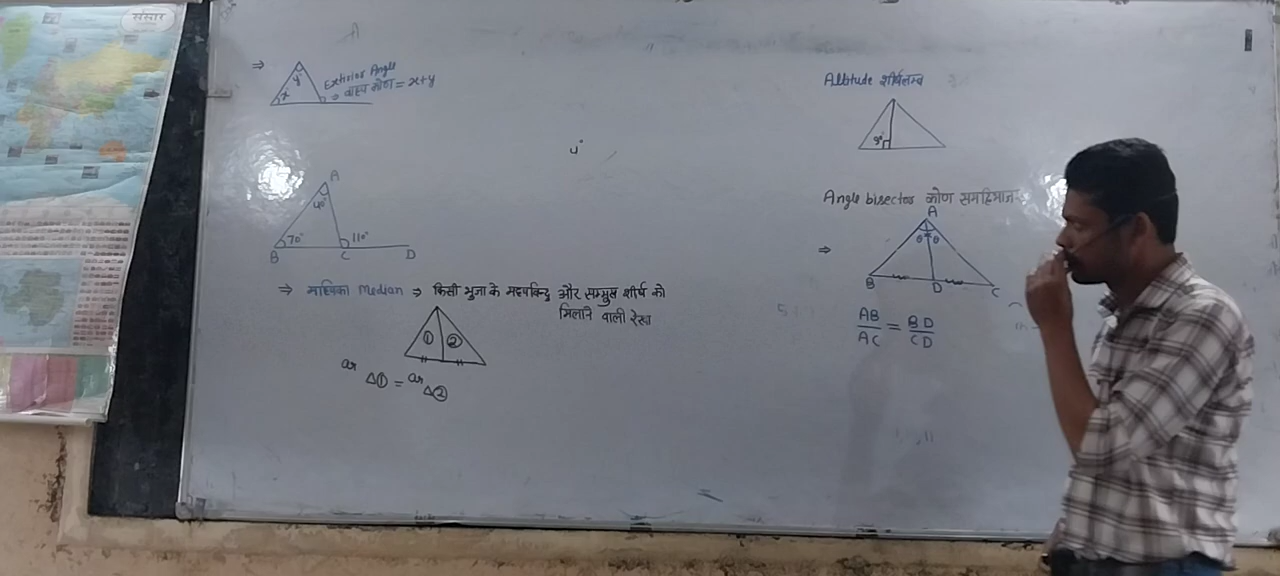 संसार
⇒
y°
x°
Exterior Angle
⇒ बाह्य कोण = x+y
4°
A
40°
70°
110°
B C D
⇒ माध्यिका Median ⇒ किसी भुजा के मध्यबिन्दु और सम्मुख शीर्ष को
मिलाने वाली रेखा
① ②
ar Δ① = ar Δ②
Altitude शीर्षलम्ब
90°
Angle bisector कोण समद्विभाज
⇒
A
θ θ
B D C
AB/AC = BD/CD